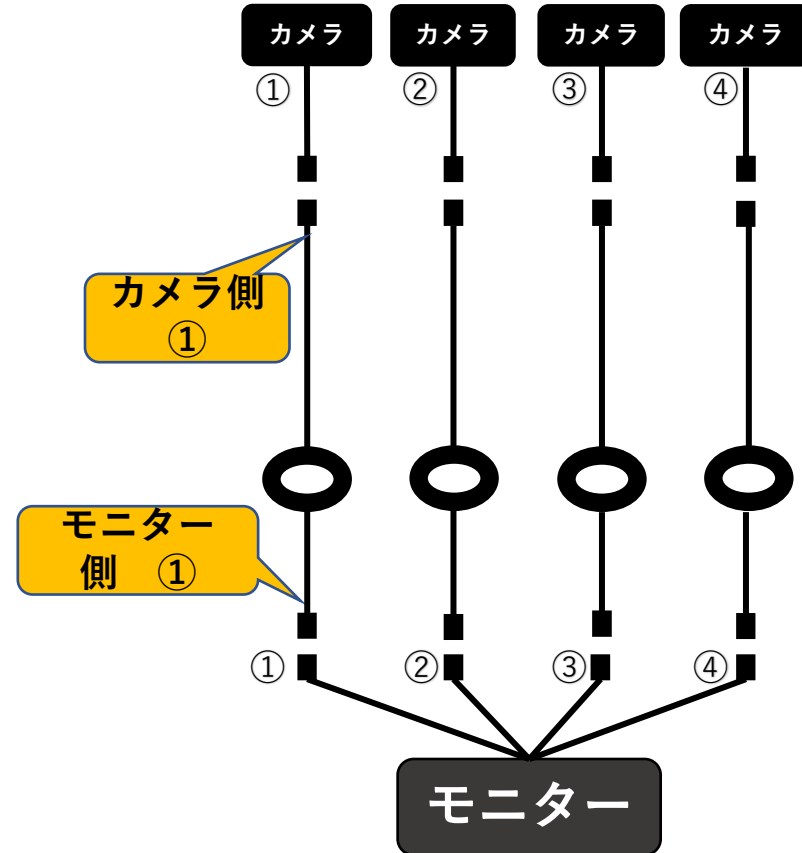 カメラ カメラ カメラ カメラ
① ② ③ ④
カメラ側
①
モニター
側 ①
① ② ③ ④
モニター